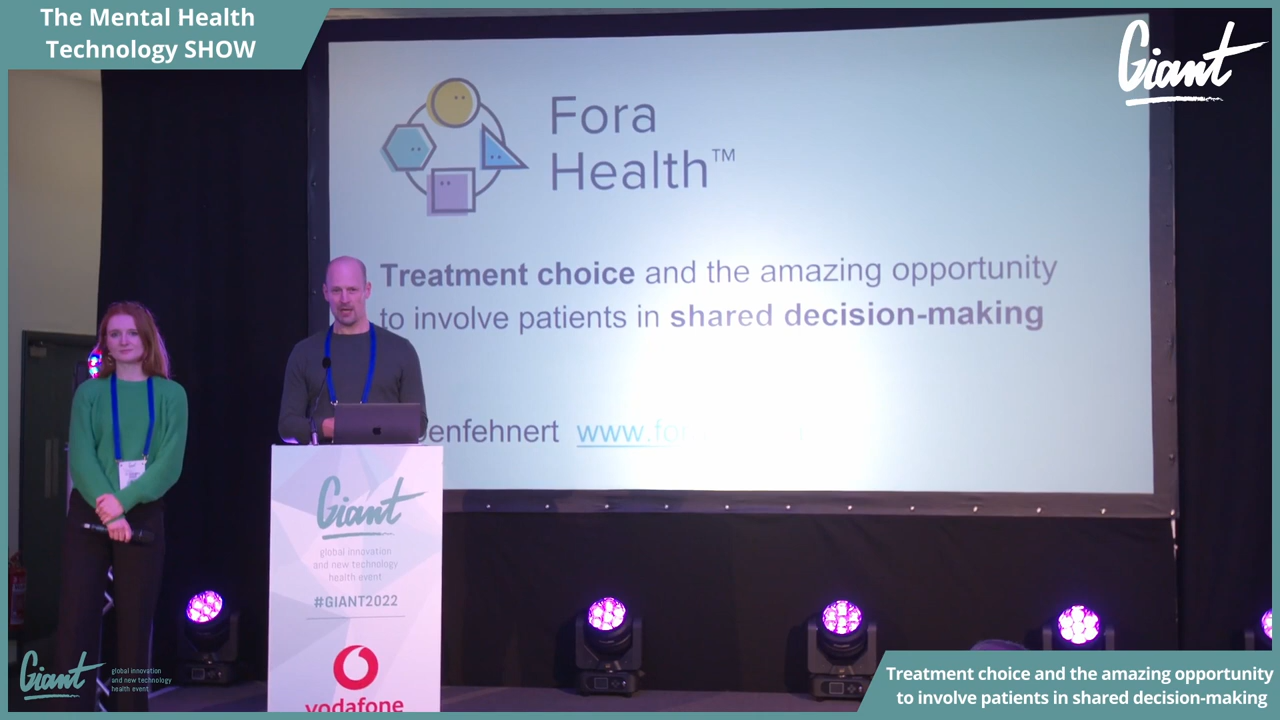 The Mental Health
Technology SHOW
Giant
Fora
Health™
Treatment choice and the amazing opportunity
to involve patients in shared decision-making
enfehnert www.fo
Giant
global innovation
and new technology
health event
#GIANT2022
vodafone
Giant
global innovation
and new technology
health event
Treatment choice and the amazing opportunity
to involve patients in shared decision-making